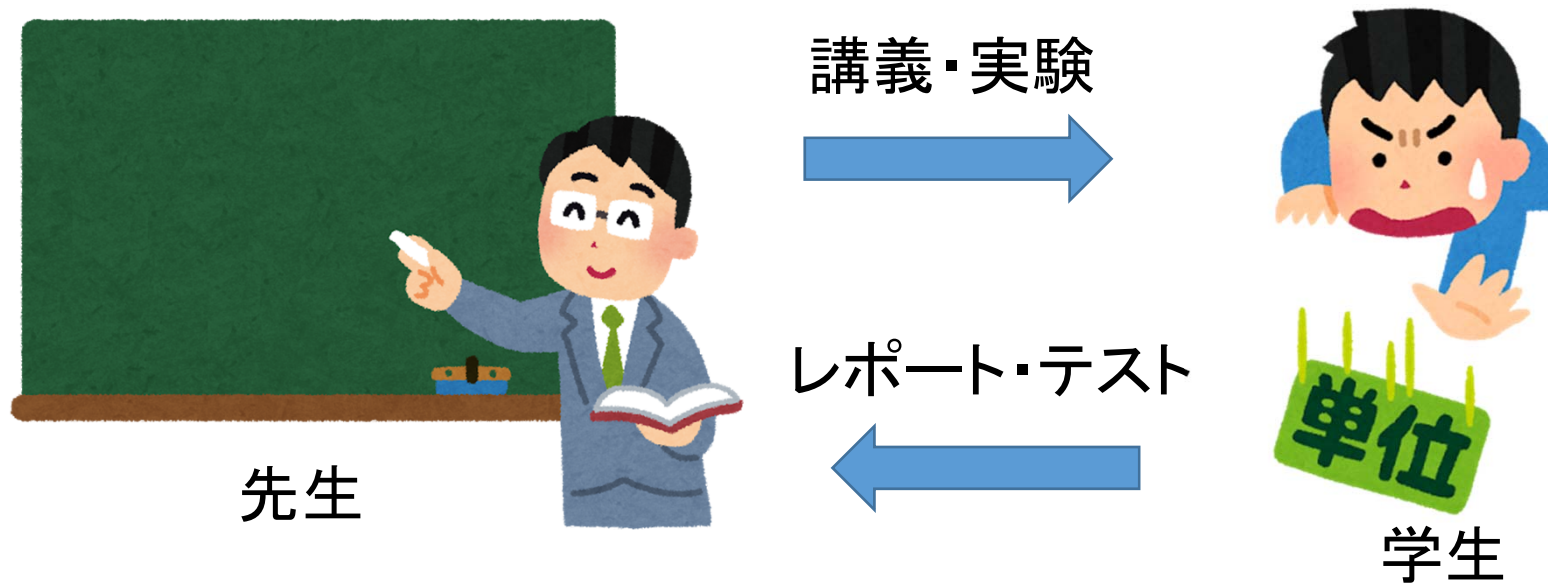 講義・実験
レポート・テスト
単位
先生
学生